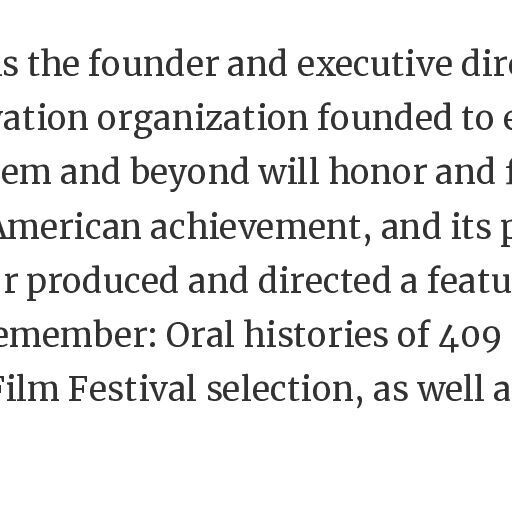 is the founder and executive dire
vation organization founded to e
em and beyond will honor and f
American achievement, and its p
r produced and directed a featu
emember: Oral histories of 409
Film Festival selection, as well a